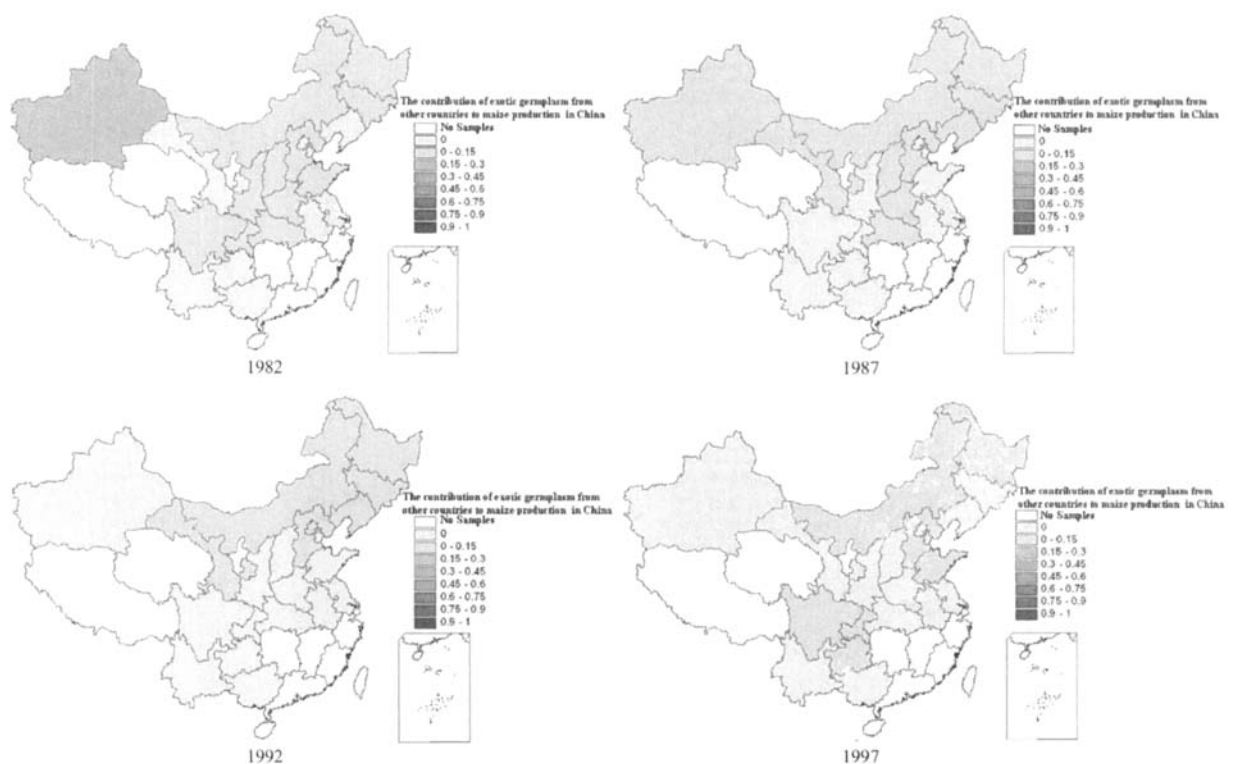 The contribution of exotic germplasm from
other countries to maize production in China
No Samples
0
0 - 0.15
0.15 - 0.3
0.3 - 0.45
0.45 - 0.6
0.6 - 0.75
0.75 - 0.9
0.9 - 1
1982
The contribution of exotic germplasm from
other countries to maize production in China
No Samples
0
0 - 0.15
0.15 - 0.3
0.3 - 0.45
0.45 - 0.6
0.6 - 0.75
0.75 - 0.9
0.9 - 1
1987
The contribution of exotic germplasm from
other countries to maize production in China
No Samples
0
0 - 0.15
0.15 - 0.3
0.3 - 0.45
0.45 - 0.6
0.6 - 0.75
0.75 - 0.9
0.9 - 1
1992
The contribution of exotic germplasm from
other countries to maize production in China
No Samples
0
0 - 0.15
0.15 - 0.3
0.3 - 0.45
0.45 - 0.6
0.6 - 0.75
0.75 - 0.9
0.9 - 1
1997